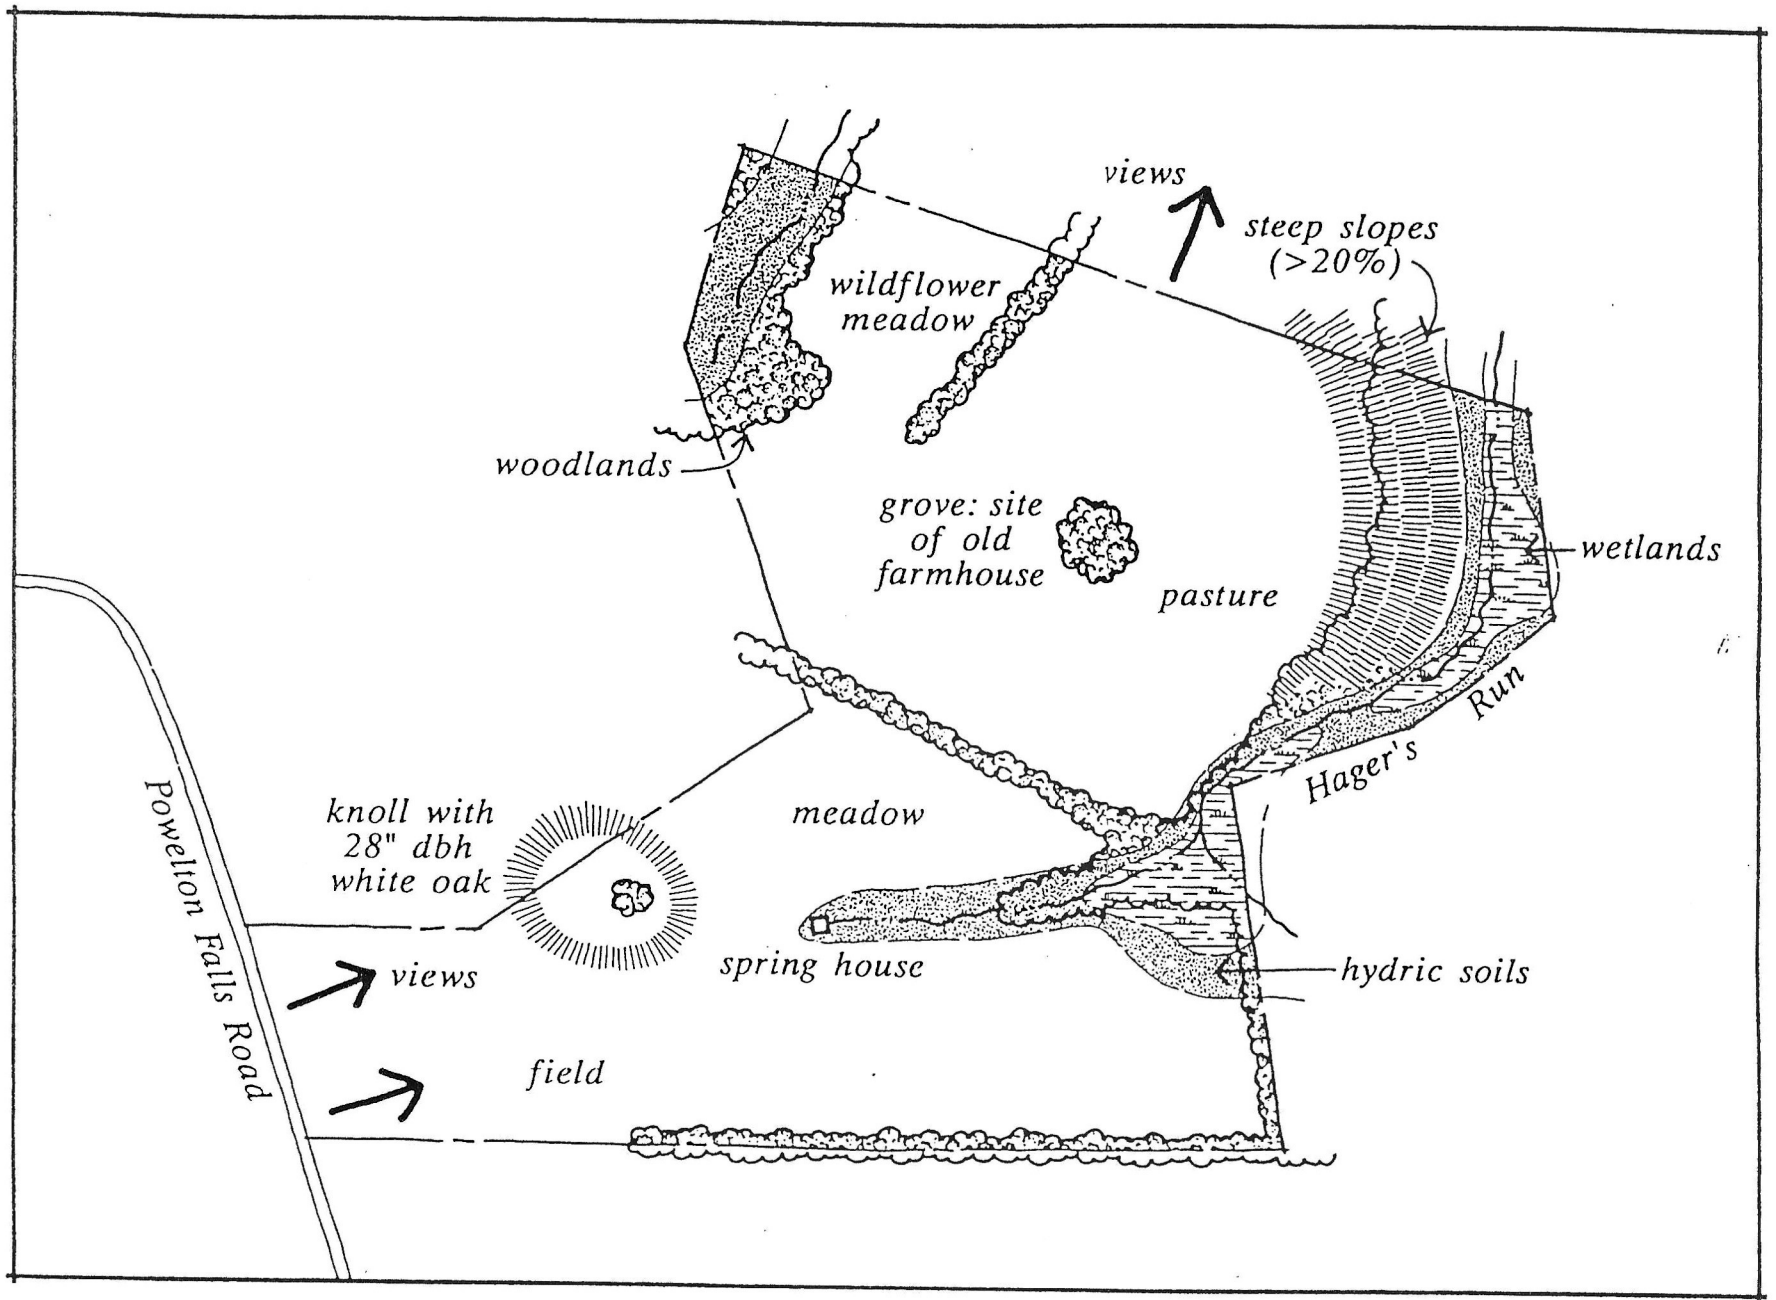 views
steep slopes
(>20%)
wildflower
meadow
woodlands
grove: site
of old
farmhouse
pasture
wetlands
Hager's Run
knoll with
28" dbh
white oak
meadow
Powelton Falls Road
views
spring house
hydric soils
field